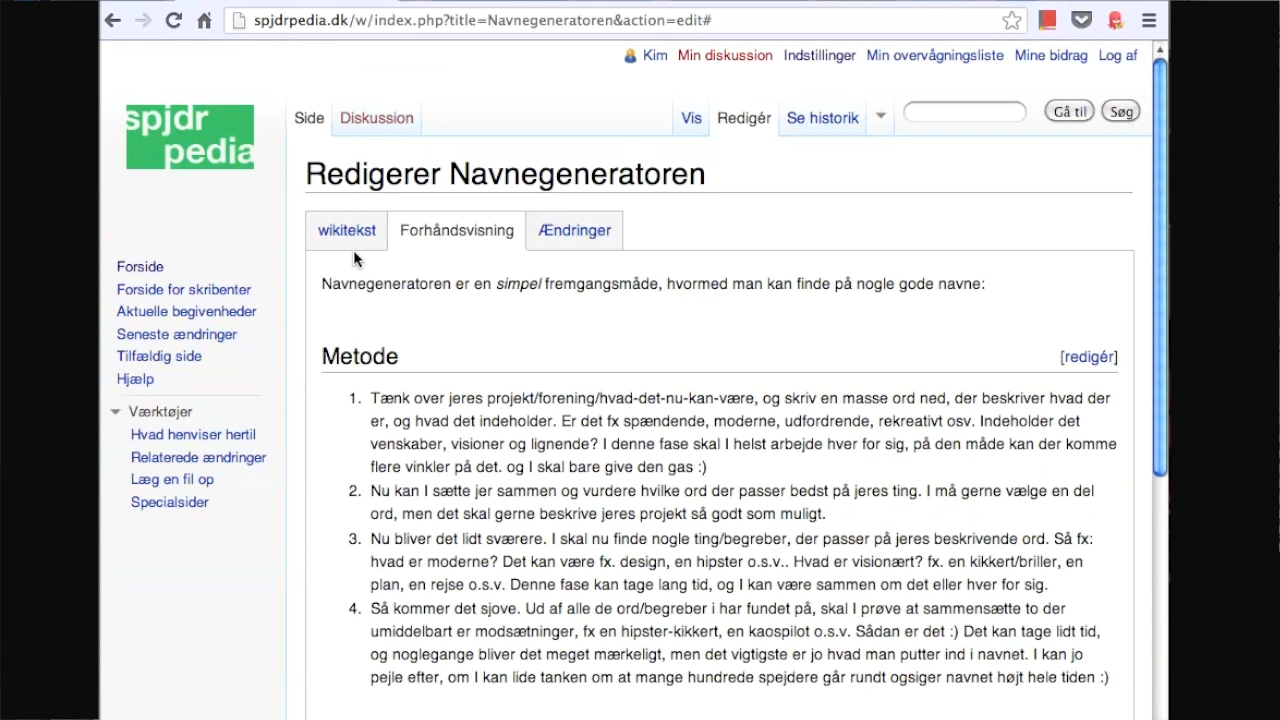 spjdrpedia.dk/w/index.php?title=Navnegeneratoren&action=edit#
Kim Min diskussion Indstillinger Min overvågningsliste Mine bidrag Log af
spjdr
pedia
Side Diskussion Vis Redigér Se historik Gå til Søg
Redigerer Navnegeneratoren
wikitekst Forhåndsvisning Ændringer
Forside
Forside for skribenter
Aktuelle begivenheder
Seneste ændringer
Tilfældig side
Hjælp
Værktøjer
Hvad henviser hertil
Relaterede ændringer
Læg en fil op
Specialsider
Navnegeneratoren er en simpel fremgangsmåde, hvormed man kan finde på nogle gode navne:
Metode [redigér]
1. Tænk over jeres projekt/forening/hvad-det-nu-kan-være, og skriv en masse ord ned, der beskriver hvad der
er, og hvad det indeholder. Er det fx spændende, moderne, udfordrende, rekreativt osv. Indeholder det
venskaber, visioner og lignende? I denne fase skal I helst arbejde hver for sig, på den måde kan der komme
flere vinkler på det. og I skal bare give den gas :)
2. Nu kan I sætte jer sammen og vurdere hvilke ord der passer bedst på jeres ting. I må gerne vælge en del
ord, men det skal gerne beskrive jeres projekt så godt som muligt.
3. Nu bliver det lidt sværere. I skal nu finde nogle ting/begreber, der passer på jeres beskrivende ord. Så fx:
hvad er moderne? Det kan være fx. design, en hipster o.s.v.. Hvad er visionært? fx. en kikkert/briller, en
plan, en rejse o.s.v. Denne fase kan tage lang tid, og I kan være sammen om det eller hver for sig.
4. Så kommer det sjove. Ud af alle de ord/begreber i har fundet på, skal I prøve at sammensætte to der
umiddelbart er modsætninger, fx en hipster-kikkert, en kaospilot o.s.v. Sådan er det :) Det kan tage lidt tid,
og noglegange bliver det meget mærkeligt, men det vigtigste er jo hvad man putter ind i navnet. I kan jo
pejle efter, om I kan lide tanken om at mange hundrede spejdere går rundt ogsiger navnet højt hele tiden :)